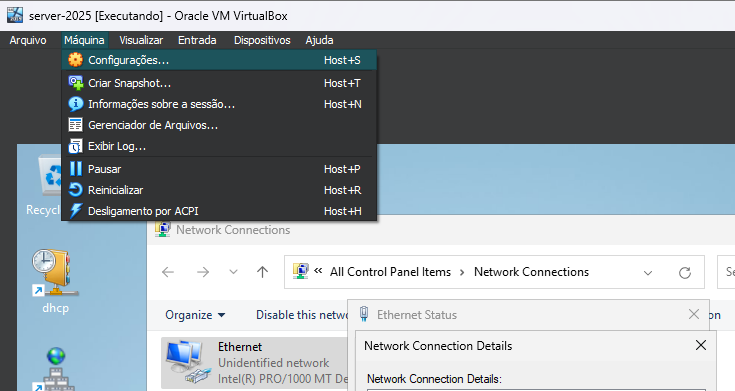 server-2025 [Executando] - Oracle VM VirtualBox
Arquivo Máquina Visualizar Entrada Dispositivos Ajuda
Configurações... Host+S
Criar Snapshot... Host+T
Informações sobre a sessão... Host+N
Gerenciador de Arquivos...
Exibir Log...
Pausar Host+P
Reinicializar Host+R
Desligamento por ACPI Host+H
Recycl
dhcp
Network Connections
« All Control Panel Items > Network Connections
Se
Organize Disable this netwo
Ethernet Status
on
Ethernet
Unidentified network
Intel(R) PRO/1000 MT De
Network Connection Details
Network Connection Details: